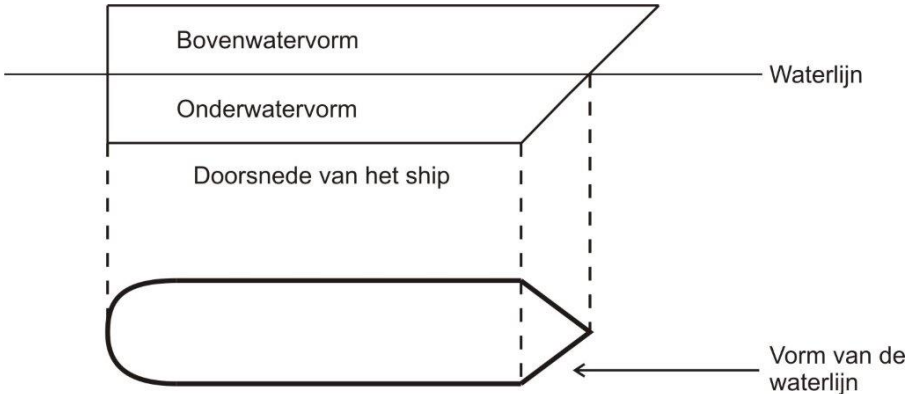 Bovenwatervorm
Waterlijn
Onderwatervorm
Doorsnede van het ship
Vorm van de
waterlijn